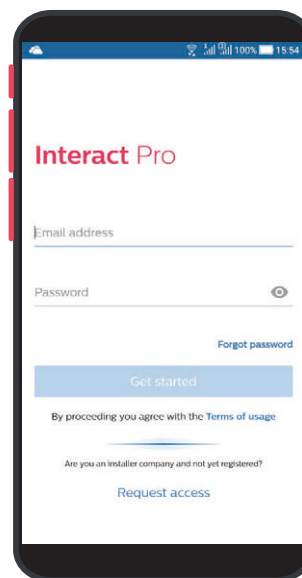 100% 15:54
Interact Pro
Email address
Password
Forgot password
Get started
By proceeding you agree with the Terms of usage
Are you an installer company and not yet registered?
Request access